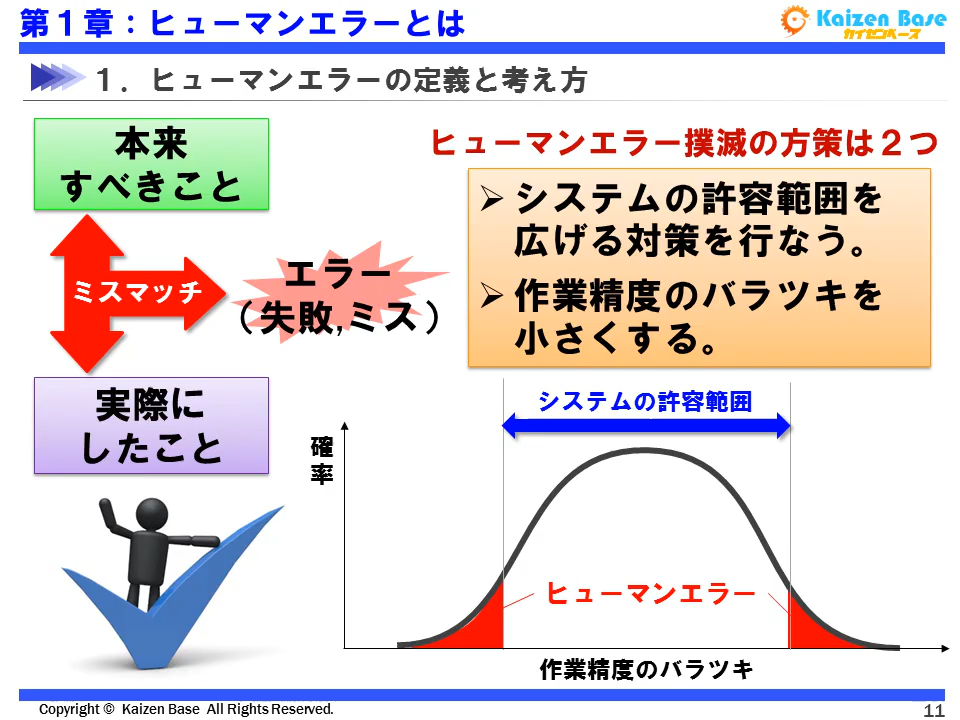 第１章：ヒューマンエラーとは
Kaizen Base
カイゼンベース
１．ヒューマンエラーの定義と考え方
本来
すべきこと
ミスマッチ
エラー
（失敗,ミス）
実際に
したこと
ヒューマンエラー撲滅の方策は２つ
➢ システムの許容範囲を
広げる対策を行なう。
➢ 作業精度のバラツキを
小さくする。
システムの許容範囲
確
率
ヒューマンエラー
作業精度のバラツキ
Copyright © Kaizen Base All Rights Reserved.
11